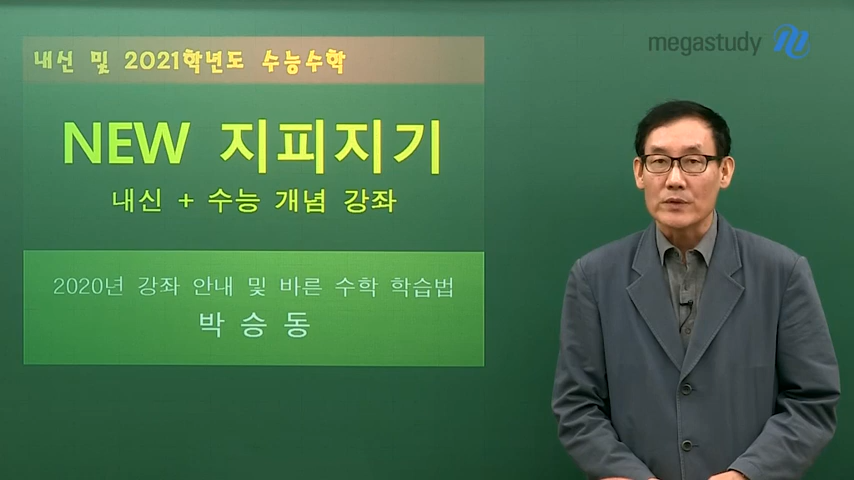 내신 및 2021학년도 수능수학
megastudy
NEW 지피지기
내신 + 수능 개념 강좌
2020년 강좌 안내 및 바른 수학 학습법
박 승 동